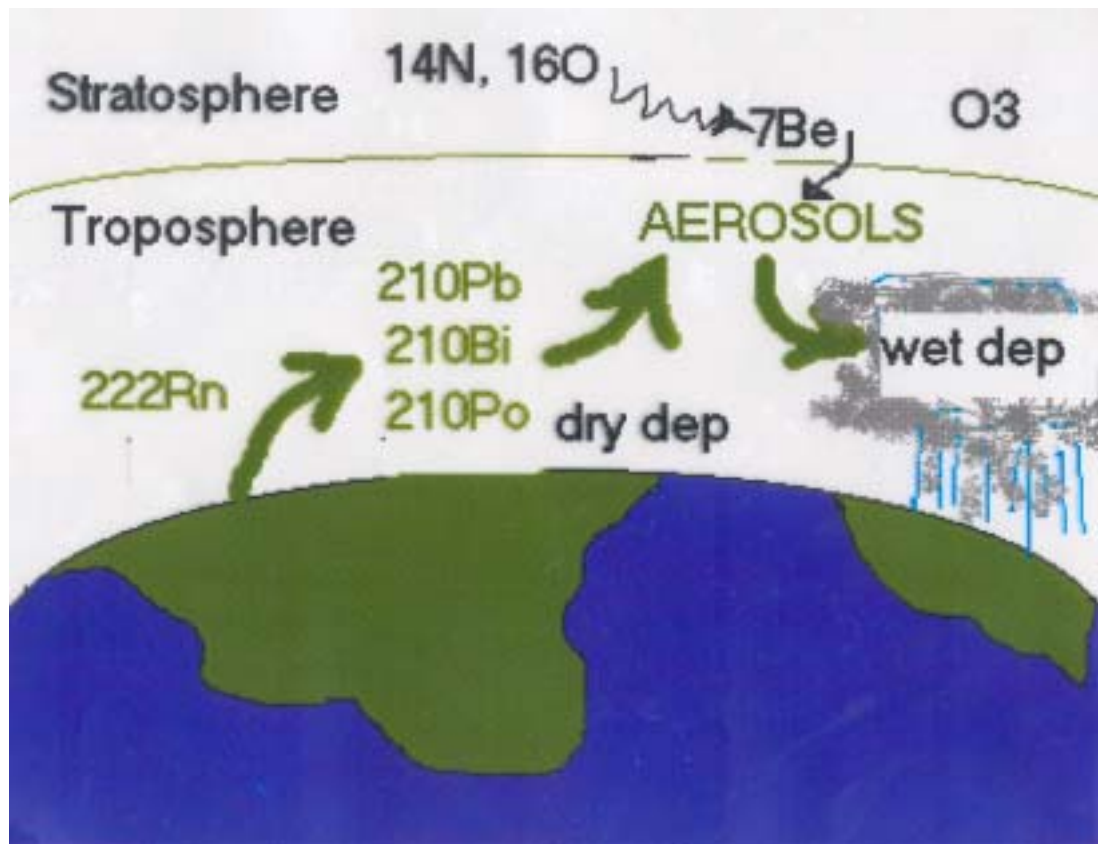 Stratosphere
14N, 16O
7Be
O3
Troposphere
AEROSOLS
210Pb
210Bi
210Po
222Rn
dry dep
wet dep